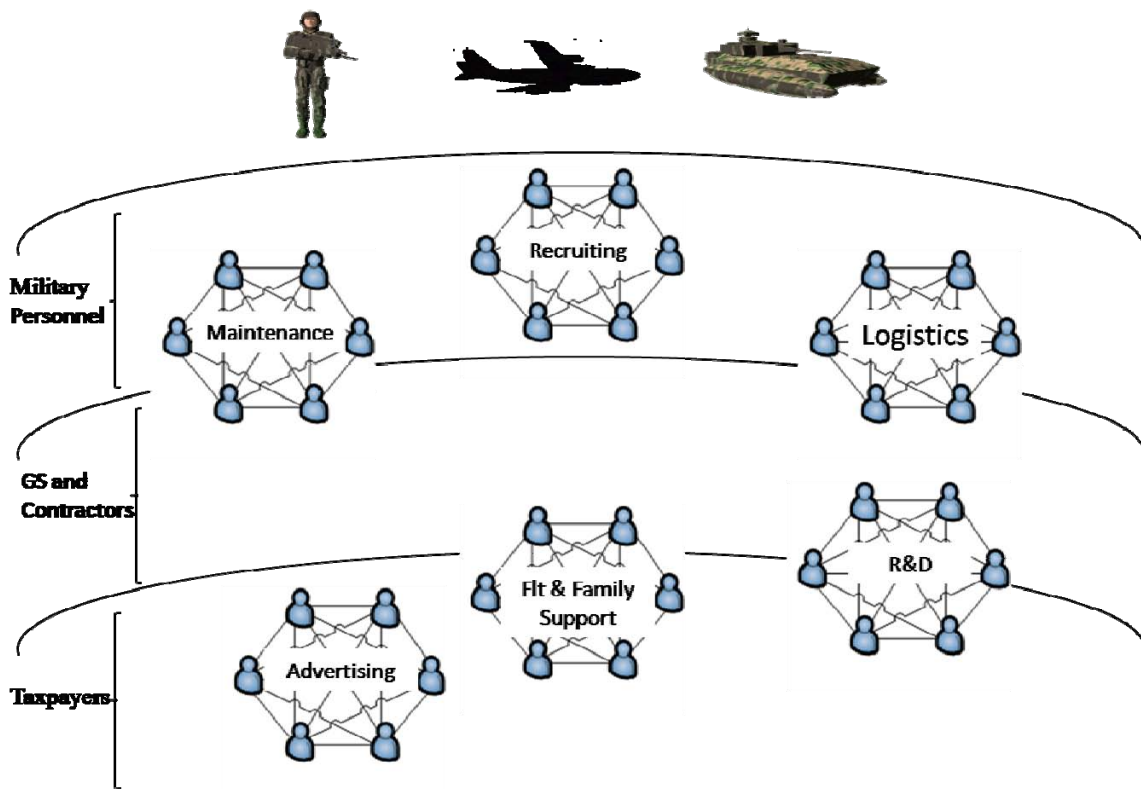 Recruiting
Military
Personnel
Maintenance
Logistics
GS and
Contractors
R&D
Flt & Family
Support
Advertising
Taxpayers